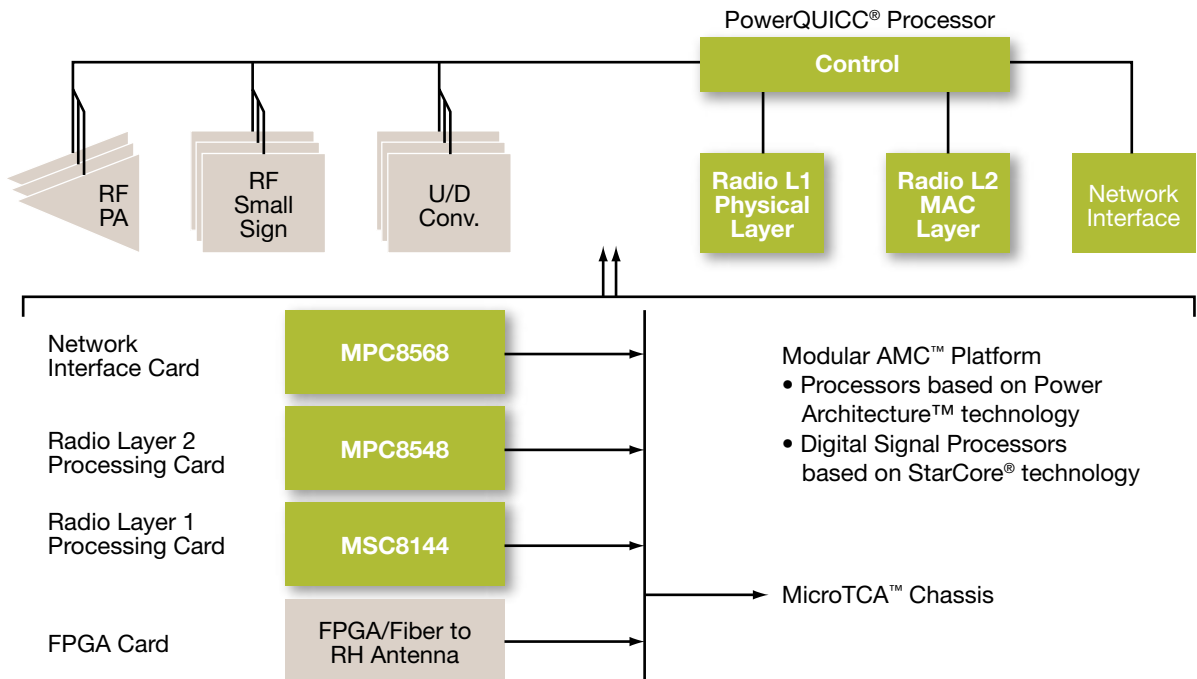 PowerQUICC® Processor
Control
RF
PA
RF
Small
Sign
U/D
Conv.
Radio L1
Physical
Layer
Radio L2
MAC
Layer
Network
Interface
Network
Interface Card
MPC8568
Radio Layer 2
Processing Card
MPC8548
Radio Layer 1
Processing Card
MSC8144
FPGA Card
FPGA/Fiber to
RH Antenna
Modular AMC™ Platform
• Processors based on Power
Architecture™ technology
• Digital Signal Processors
based on StarCore® technology
MicroTCA™ Chassis